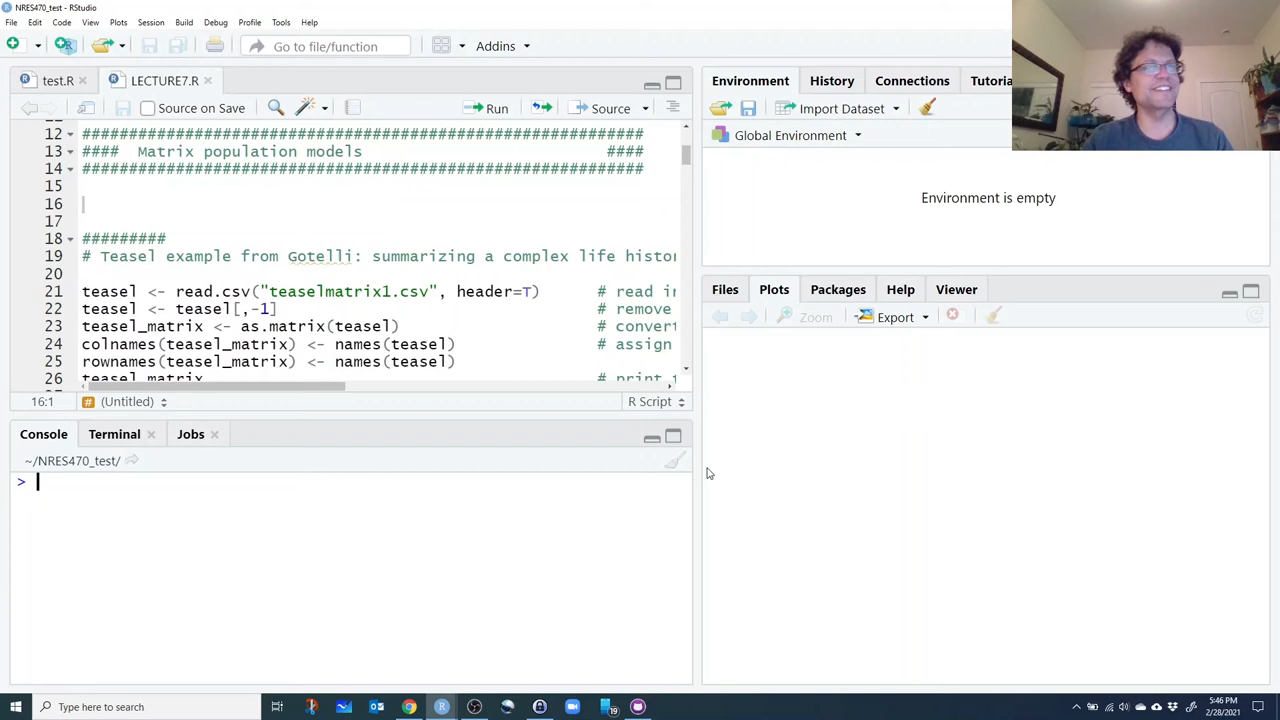 NRES470_test - RStudio
File Edit Code View Plots Session Build Debug Profile Tools Help
Go to file/function Addins
test.R LECTURE7.R
Source on Save Run Source
12 ############################################################
13 #### Matrix population models ####
14 ############################################################
15
16
17
18 #########
19 # Teasel example from Gotelli: summarizing a complex life histor
20
21 teasel <- read.csv("teaselmatrix1.csv", header=T) # read in
22 teasel <- teasel[,-1] # remove
23 teasel_matrix <- as.matrix(teasel) # convert
24 colnames(teasel_matrix) <- names(teasel) # assign
25 rownames(teasel_matrix) <- names(teasel)
26 teasel_matrix # print t
16:1 # (Untitled) R Script
Console Terminal Jobs
~/NRES470_test/
>
Environment History Connections Tutoria
Import Dataset
Global Environment
Environment is empty
Files Plots Packages Help Viewer
Zoom Export
Type here to search
19
5:46 PM
2/28/2021